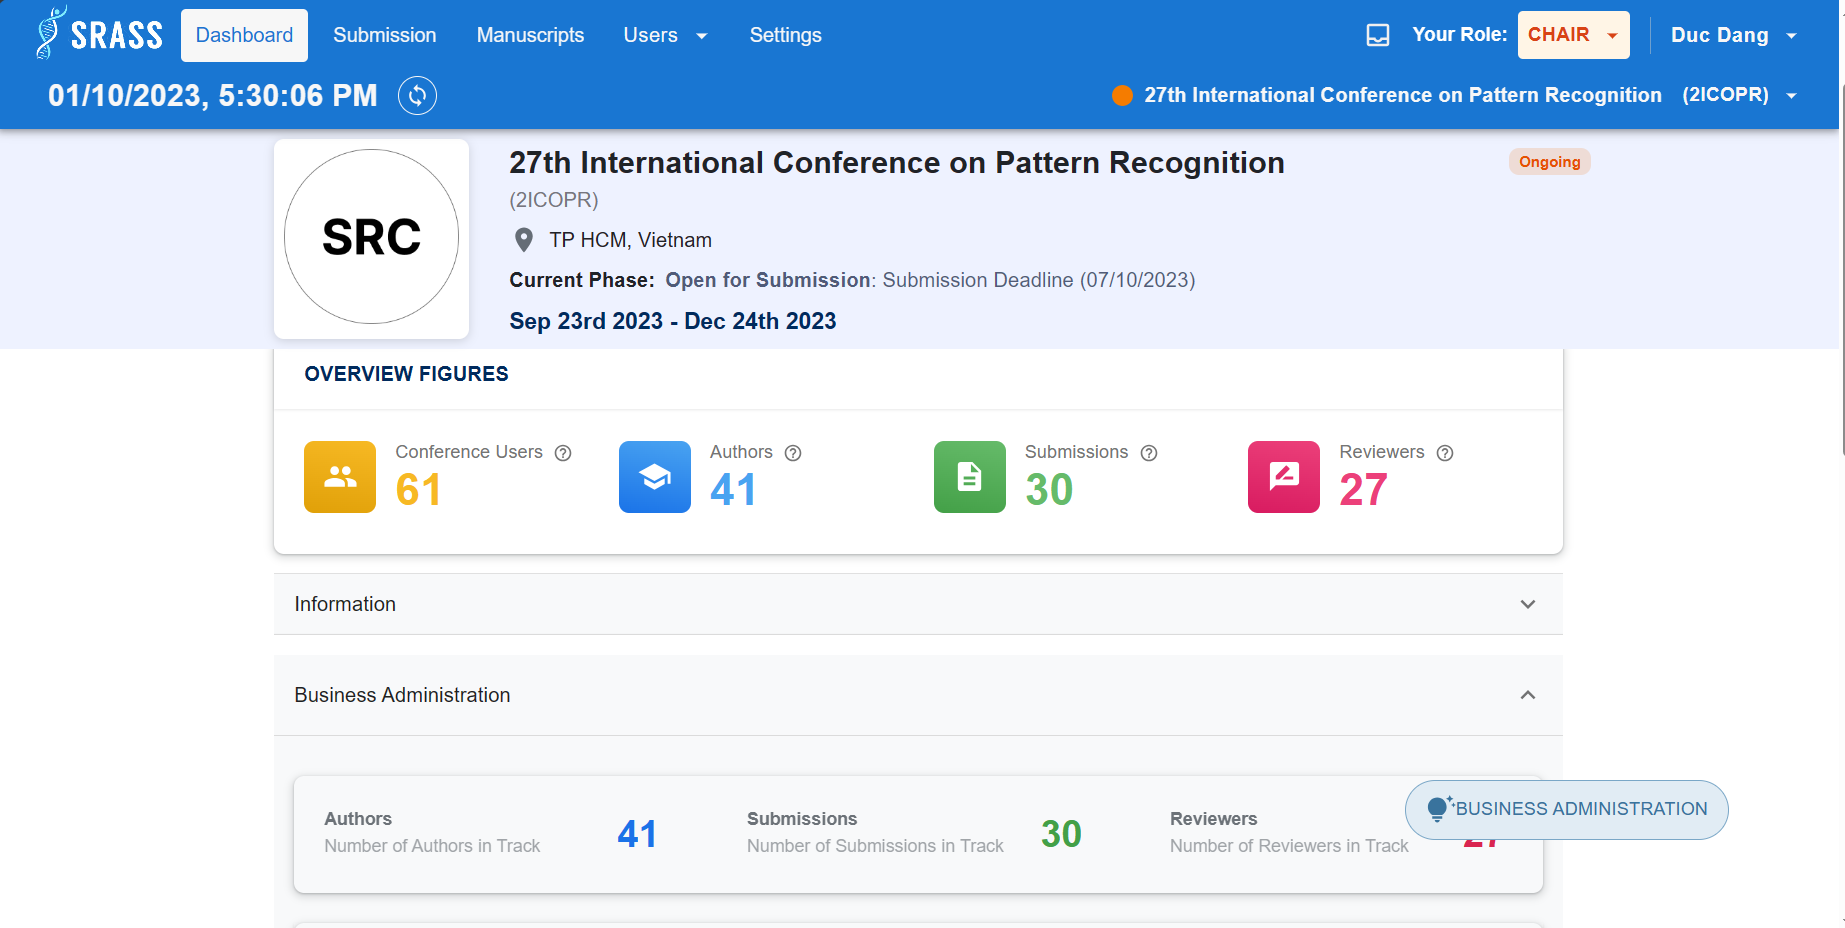 SRASS
Dashboard
Submission
Manuscripts
Users
Settings
Your Role:
CHAIR
Duc Dang
01/10/2023, 5:30:06 PM
27th International Conference on Pattern Recognition (2ICOPR)
SRC
27th International Conference on Pattern Recognition
Ongoing
(2ICOPR)
TP HCM, Vietnam
Current Phase: Open for Submission: Submission Deadline (07/10/2023)
Sep 23rd 2023 - Dec 24th 2023
OVERVIEW FIGURES
Conference Users
61
Authors
41
Submissions
30
Reviewers
27
Information
Business Administration
Authors
Number of Authors in Track
41
Submissions
Number of Submissions in Track
30
Reviewers
Number of Reviewers in Track
BUSINESS ADMINISTRATION